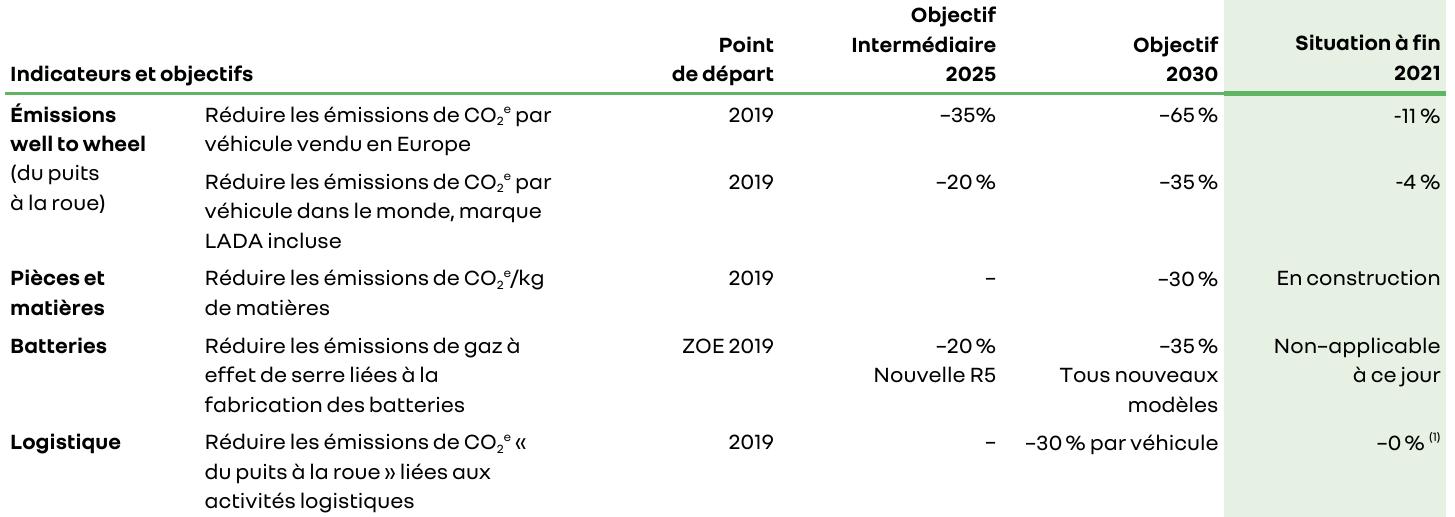 Indicateurs et objectifs
Point
de départ
Objectif
Intermédiaire
2025
Objectif
2030
Situation à fin
2021
Émissions
well to wheel
(du puits
à la roue)
Réduire les émissions de CO₂ᵉ par
véhicule vendu en Europe
2019
–35%
–65 %
-11 %
Réduire les émissions de CO₂ᵉ par
véhicule dans le monde, marque
LADA incluse
2019
–20 %
–35 %
-4 %
Pièces et
matières
Réduire les émissions de CO₂ᵉ/kg
de matières
2019
–
–30 %
En construction
Batteries
Réduire les émissions de gaz à
effet de serre liées à la
fabrication des batteries
ZOE 2019
–20 %
Nouvelle R5
–35 %
Tous nouveaux
modèles
Non–applicable
à ce jour
Logistique
Réduire les émissions de CO₂ᵉ «
du puits à la roue » liées aux
activités logistiques
2019
–
–30 % par véhicule
–0 % ⁽¹⁾